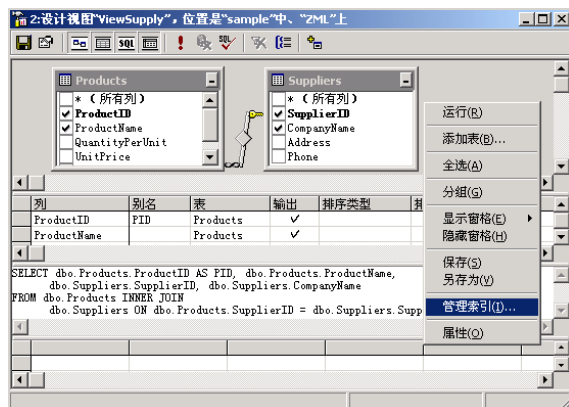 2:设计视图“ViewSupply”，位置是“sample”中、“ZML”上
SQL
Products
* ( 所有列 )
ProductID
ProductName
QuantityPerUnit
UnitPrice
Suppliers
* ( 所有列 )
SupplierID
CompanyName
Address
Phone
运行(R)
添加表(B)...
全选(A)
分组(G)
显示窗格(E)
隐藏窗格(H)
保存(S)
另存为(V)
管理索引(I)...
属性(O)
列 别名 表 输出 排序类型
ProductID PID Products
ProductName Products
SELECT dbo.Products.ProductID AS PID, dbo.Products.ProductName,
dbo.Suppliers.SupplierID, dbo.Suppliers.CompanyName
FROM dbo.Products INNER JOIN
dbo.Suppliers ON dbo.Products.SupplierID = dbo.Suppliers.Supp